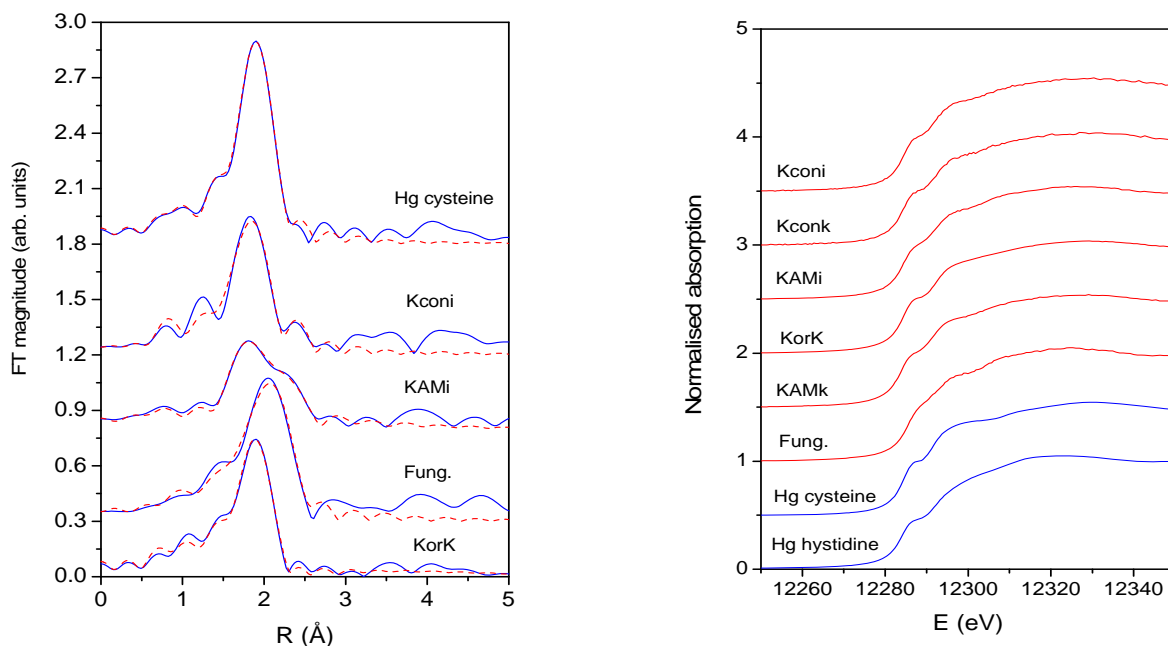 3.0
2.7
2.4
2.1
1.8
1.5
1.2
0.9
0.6
0.3
0.0
FT magnitude (arb. units)
Hg cysteine
Kconi
KAMi
Fung.
KorK
0 1 2 3 4 5
R (Å)
5
4
3
2
1
0
Normalised absorption
Kconi
Kconk
KAMi
KorK
KAMk
Fung.
Hg cysteine
Hg hystidine
12260 12280 12300 12320 12340
E (eV)